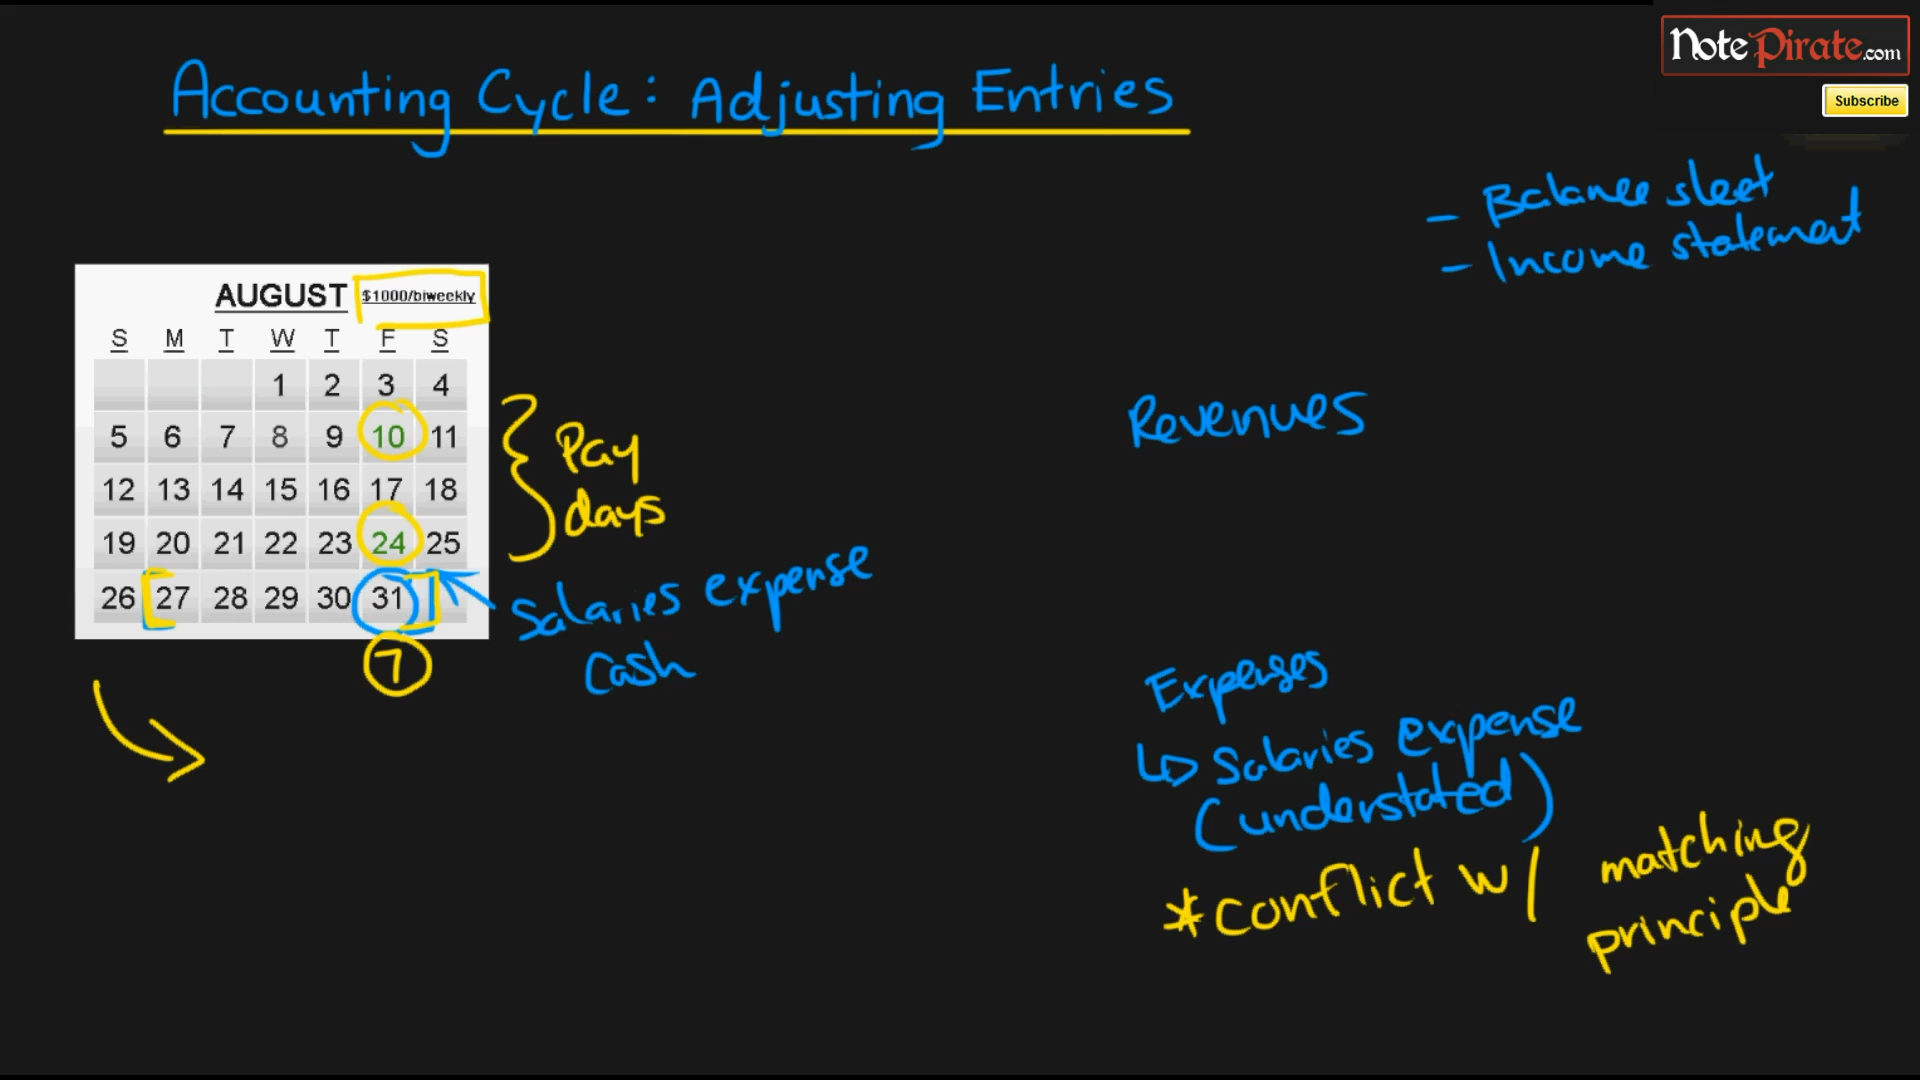 NotePirate.com
Subscribe
Accounting Cycle: Adjusting Entries
- Balance sleet
- Income statement
AUGUST $1000/biweekly
S M T W T F S
1 2 3 4
5 6 7 8 9 10 11
12 13 14 15 16 17 18
19 20 21 22 23 24 25
26 27 28 29 30 31
7
Pay
days
Salaries expense
Cash
Revenues
Expenses
↳ Salaries expense
(understated)
*conflict w/ matching
principle